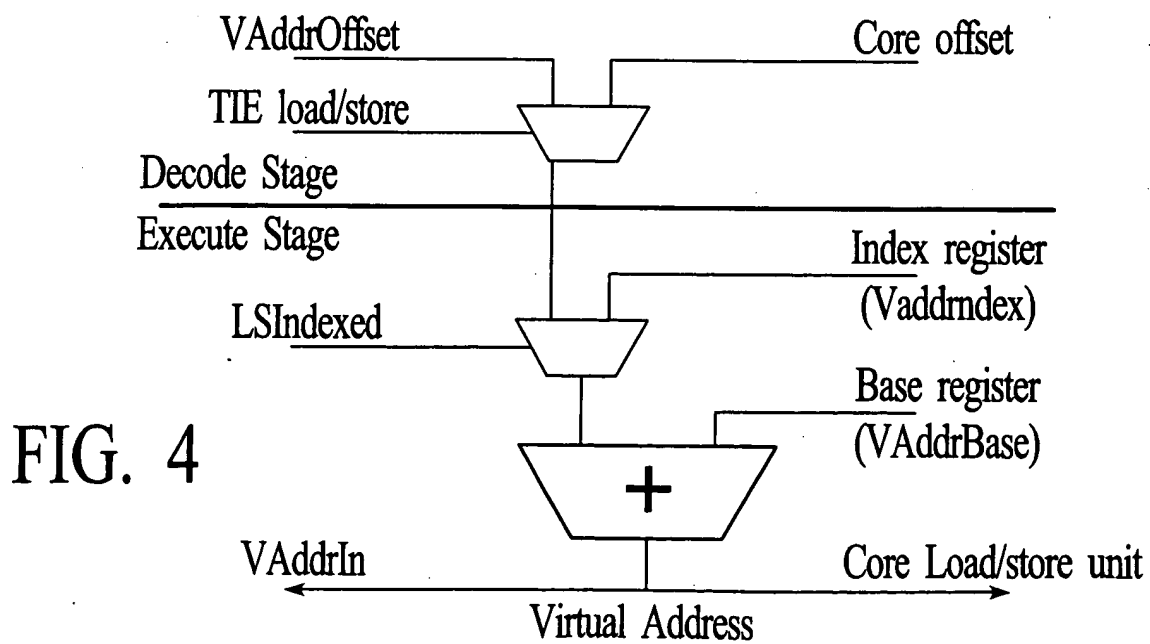 VAddrOffset
Core offset
TIE load/store
Decode Stage
Execute Stage
Index register
(Vaddrndex)
LSIndexed
Base register
(VAddrBase)
FIG. 4
+
VAddrIn
Core Load/store unit
Virtual Address